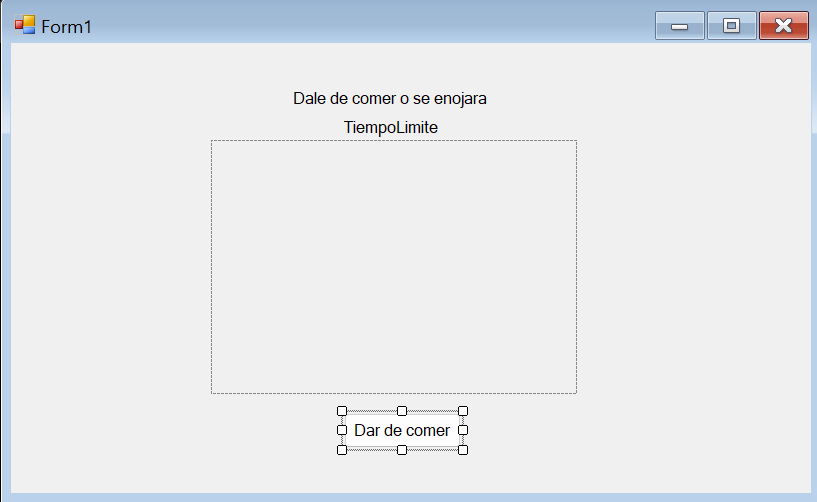 Form1
Dale de comer o se enojara
TiempoLimite
Dar de comer